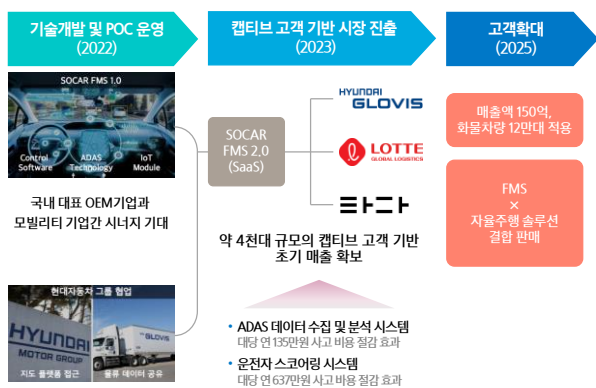 기술개발 및 POC 운영
(2022)
캡티브 고객 기반 시장 진출
(2023)
고객확대
(2025)
SOCAR FMS 1.0
Control
Software
ADAS
Technology
IoT
Module
국내 대표 OEM기업과
모빌리티 기업간 시너지 기대
현대자동차 그룹 협업
HYUNDAI
MOTOR GROUP
GLOVIS
지도 플랫폼 접근
물류 데이터 공유
SOCAR
FMS 2.0
(SaaS)
HYUNDAI
GLOVIS
LOTTE
GLOBAL LOGISTICS
타다
약 4천대 규모의 캡티브 고객 기반
초기 매출 확보
• ADAS 데이터 수집 및 분석 시스템
대당 연 135만원 사고 비용 절감 효과
• 운전자 스코어링 시스템
대당 연 637만원 사고 비용 절감 효과
매출액 150억,
화물차량 12만대 적용
FMS
×
자율주행 솔루션
결합 판매